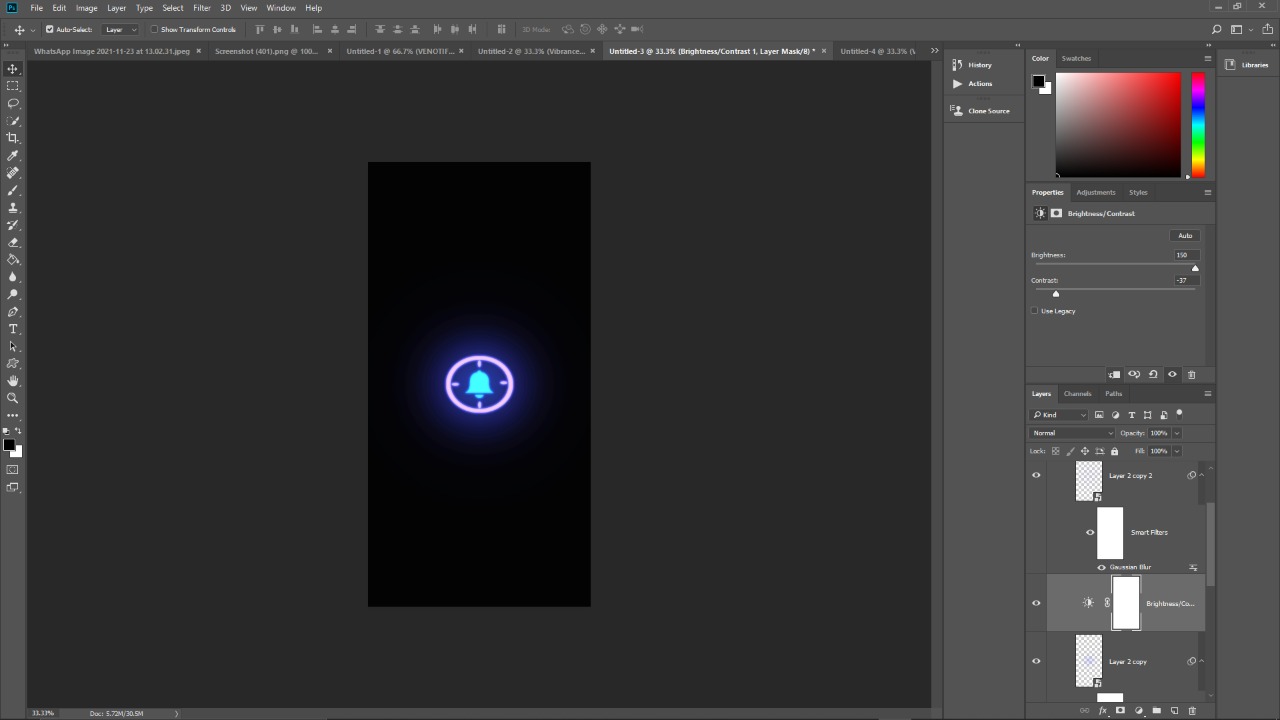 Ps File Edit Image Layer Type Select Filter 3D View Window Help
Auto-Select: Layer Show Transform Controls 3D Mode:
WhatsApp Image 2021-11-23 at 13.02.31.jpeg × Screenshot (401).png @ 100... × Untitled-1 @ 66.7% (VENOTIF... × Untitled-2 @ 33.3% (Vibrance... × Untitled-3 @ 33.3% (Brightness/Contrast 1, Layer Mask/8) * × Untitled-4 @ 33.3% (V
History
Actions
Clone Source
Color Swatches
Libraries
Properties Adjustments Styles
Brightness/Contrast
Auto
Brightness: 150
Contrast: -37
Use Legacy
Layers Channels Paths
Kind
Normal Opacity: 100%
Lock: Fill: 100%
Layer 2 copy 2
Smart Filters
Gaussian Blur
Brightness/Co...
Layer 2 copy
33.33% Doc: 5.72M/30.5M